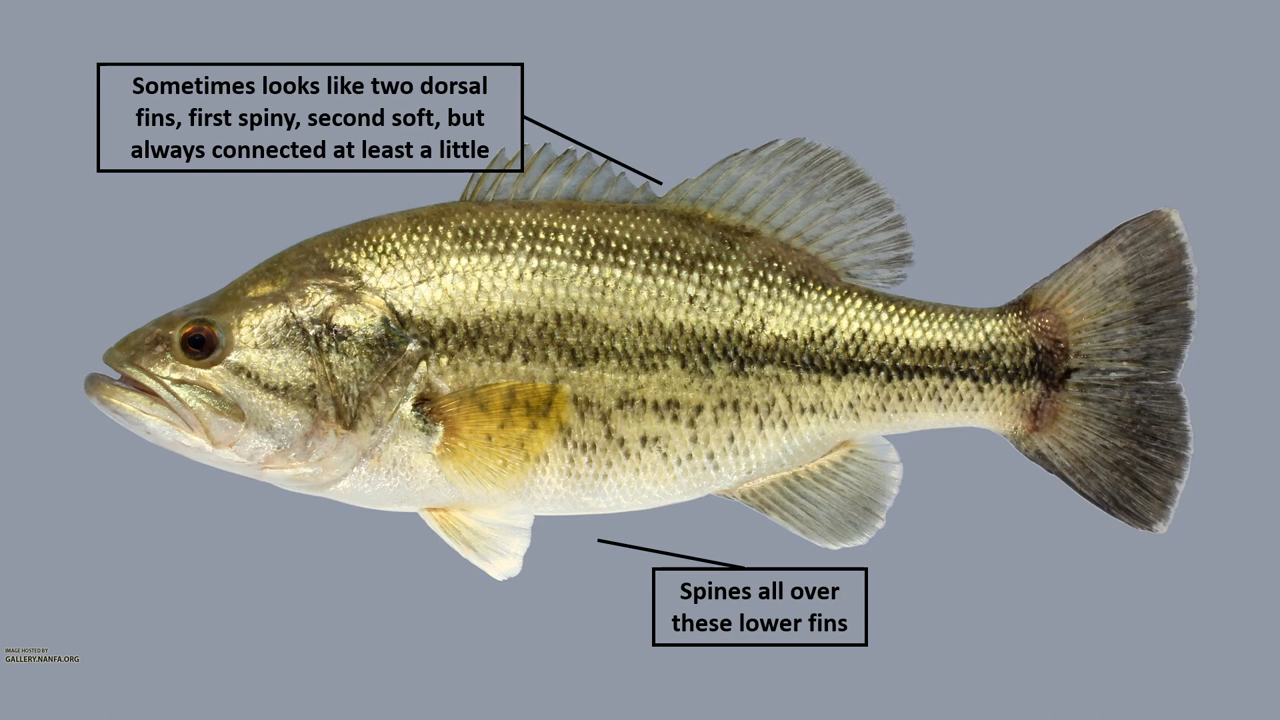 Sometimes looks like two dorsal
fins, first spiny, second soft, but
always connected at least a little
Spines all over
these lower fins
IMAGE HOSTED BY
GALLERY.NANFA.ORG